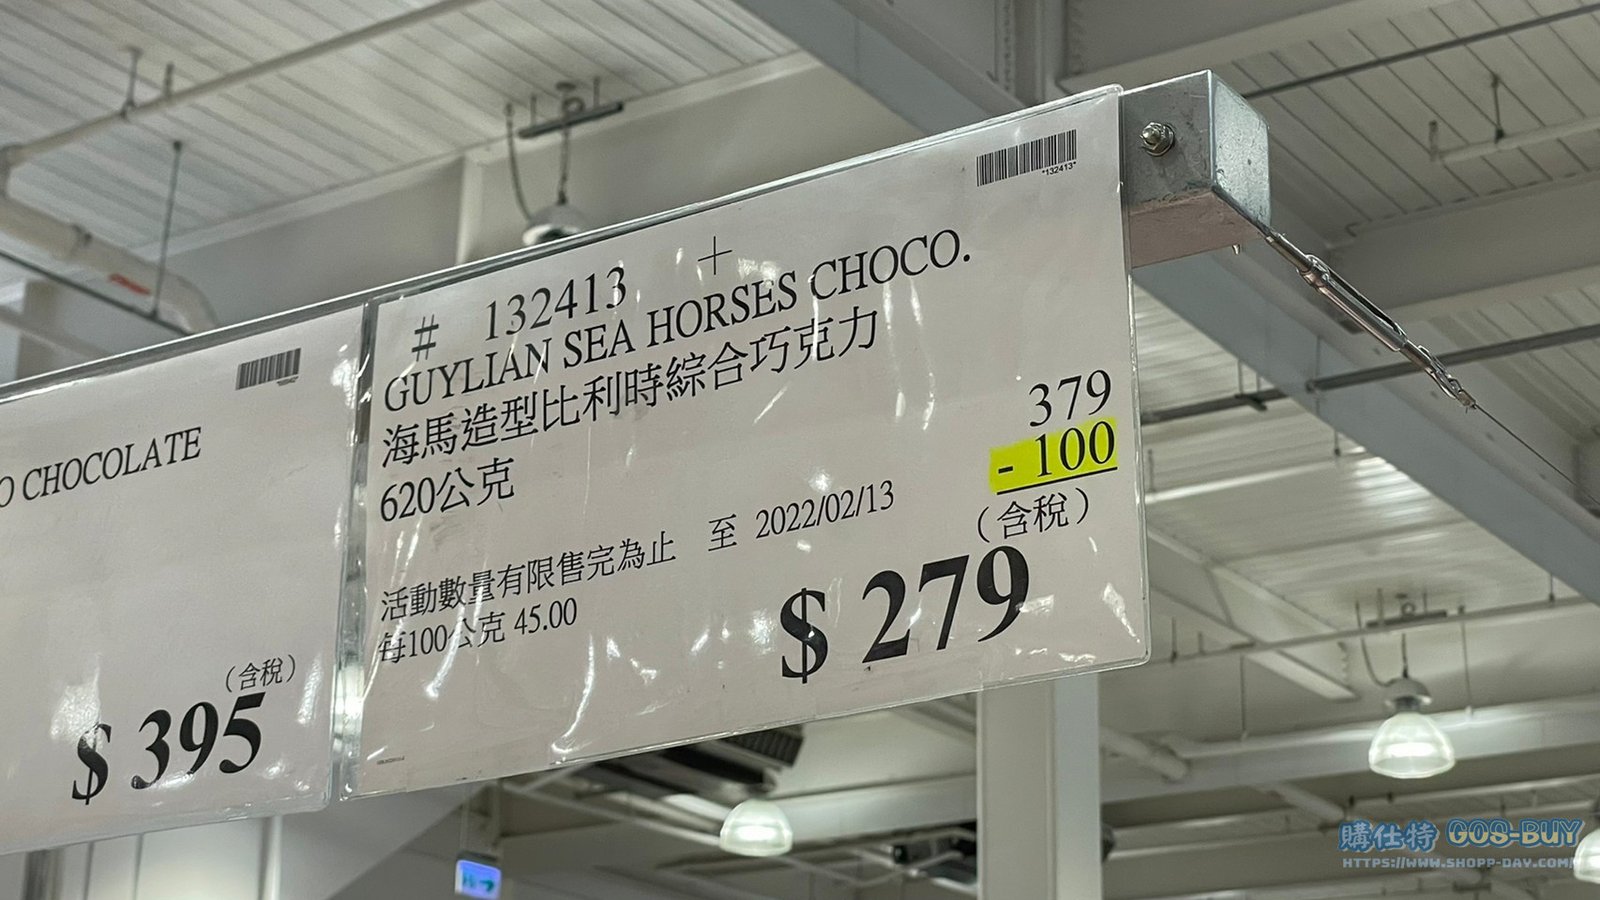 O CHOCOLATE
(含稅)
$ 395
*132413*
# 132413 +
GUYLIAN SEA HORSES CHOCO.
海馬造型比利時綜合巧克力
620公克
379
- 100
(含稅)
活動數量有限售完為止 至 2022/02/13
每100公克 45.00
$ 279
購仕特 GOS-BUY
HTTPS://WWW.SHOPP-DAY.COM/